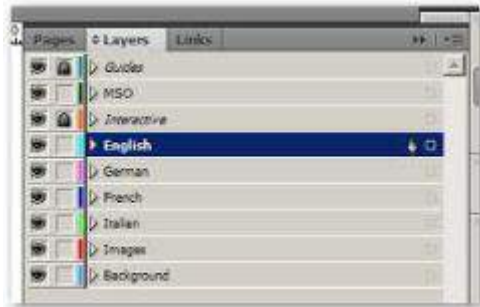 Pages Layers Links
Guides
MSO
Interactive
English
German
French
Italian
Images
Background